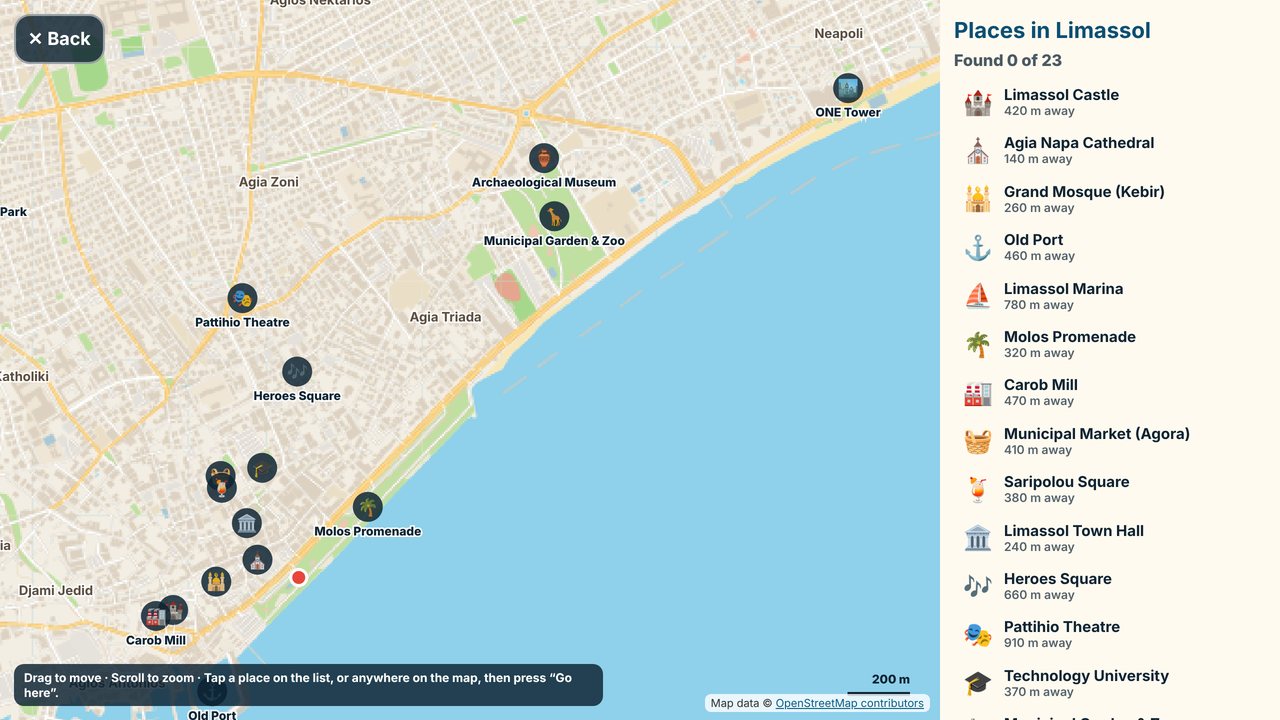 Agios Nektarios
✕ Back
Neapoli
ONE Tower
Archaeological Museum
Agia Zoni
Park
Municipal Garden & Zoo
Pattihio Theatre
Agia Triada
Katholiki
Heroes Square
Molos Promenade
Djami Jedid
Carob Mill
Drag to move · Scroll to zoom · Tap a place on the list, or anywhere on the map, then press “Go
here”.
Agios Antonios
Old Port
200 m
Map data © OpenStreetMap contributors
Places in Limassol
Found 0 of 23
Limassol Castle
420 m away
Agia Napa Cathedral
140 m away
Grand Mosque (Kebir)
260 m away
Old Port
460 m away
Limassol Marina
780 m away
Molos Promenade
320 m away
Carob Mill
470 m away
Municipal Market (Agora)
410 m away
Saripolou Square
380 m away
Limassol Town Hall
240 m away
Heroes Square
660 m away
Pattihio Theatre
910 m away
Technology University
370 m away